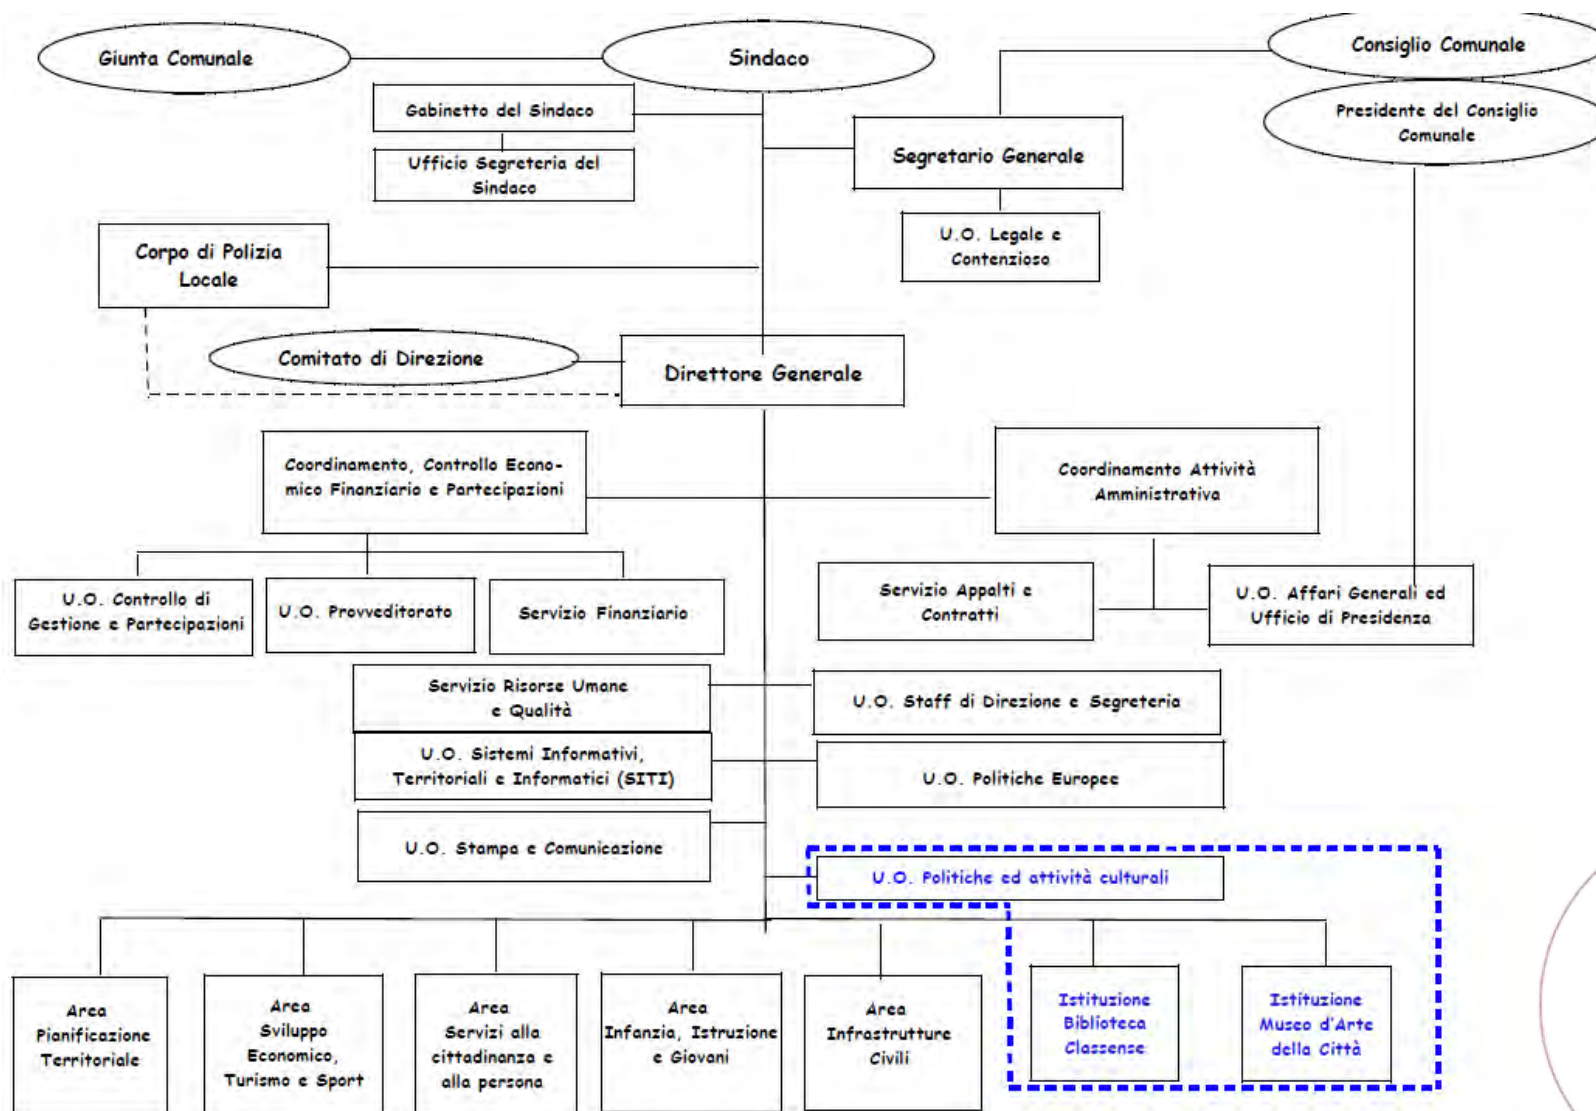 Giunta Comunale
Sindaco
Consiglio Comunale
Gabinetto del Sindaco
Presidente del Consiglio
Comunale
Ufficio Segreteria del
Sindaco
Segretario Generale
U.O. Legale e
Contenzioso
Corpo di Polizia
Locale
Comitato di Direzione
Direttore Generale
Coordinamento, Controllo Econo-
mico Finanziario e Partecipazioni
Coordinamento Attività
Amministrativa
U.O. Controllo di
Gestione e Partecipazioni
U.O. Provveditorato
Servizio Finanziario
Servizio Appalti e
Contratti
U.O. Affari Generali ed
Ufficio di Presidenza
Servizio Risorse Umane
e Qualità
U.O. Staff di Direzione e Segreteria
U.O. Sistemi Informativi,
Territoriali e Informatici (SITI)
U.O. Politiche Europee
U.O. Stampa e Comunicazione
U.O. Politiche ed attività culturali
Area
Pianificazione
Territoriale
Area
Sviluppo
Economico,
Turismo e Sport
Area
Servizi alla
cittadinanza e
alla persona
Area
Infanzia, Istruzione
e Giovani
Area
Infrastrutture
Civili
Istituzione
Biblioteca
Classense
Istituzione
Museo d'Arte
della Città